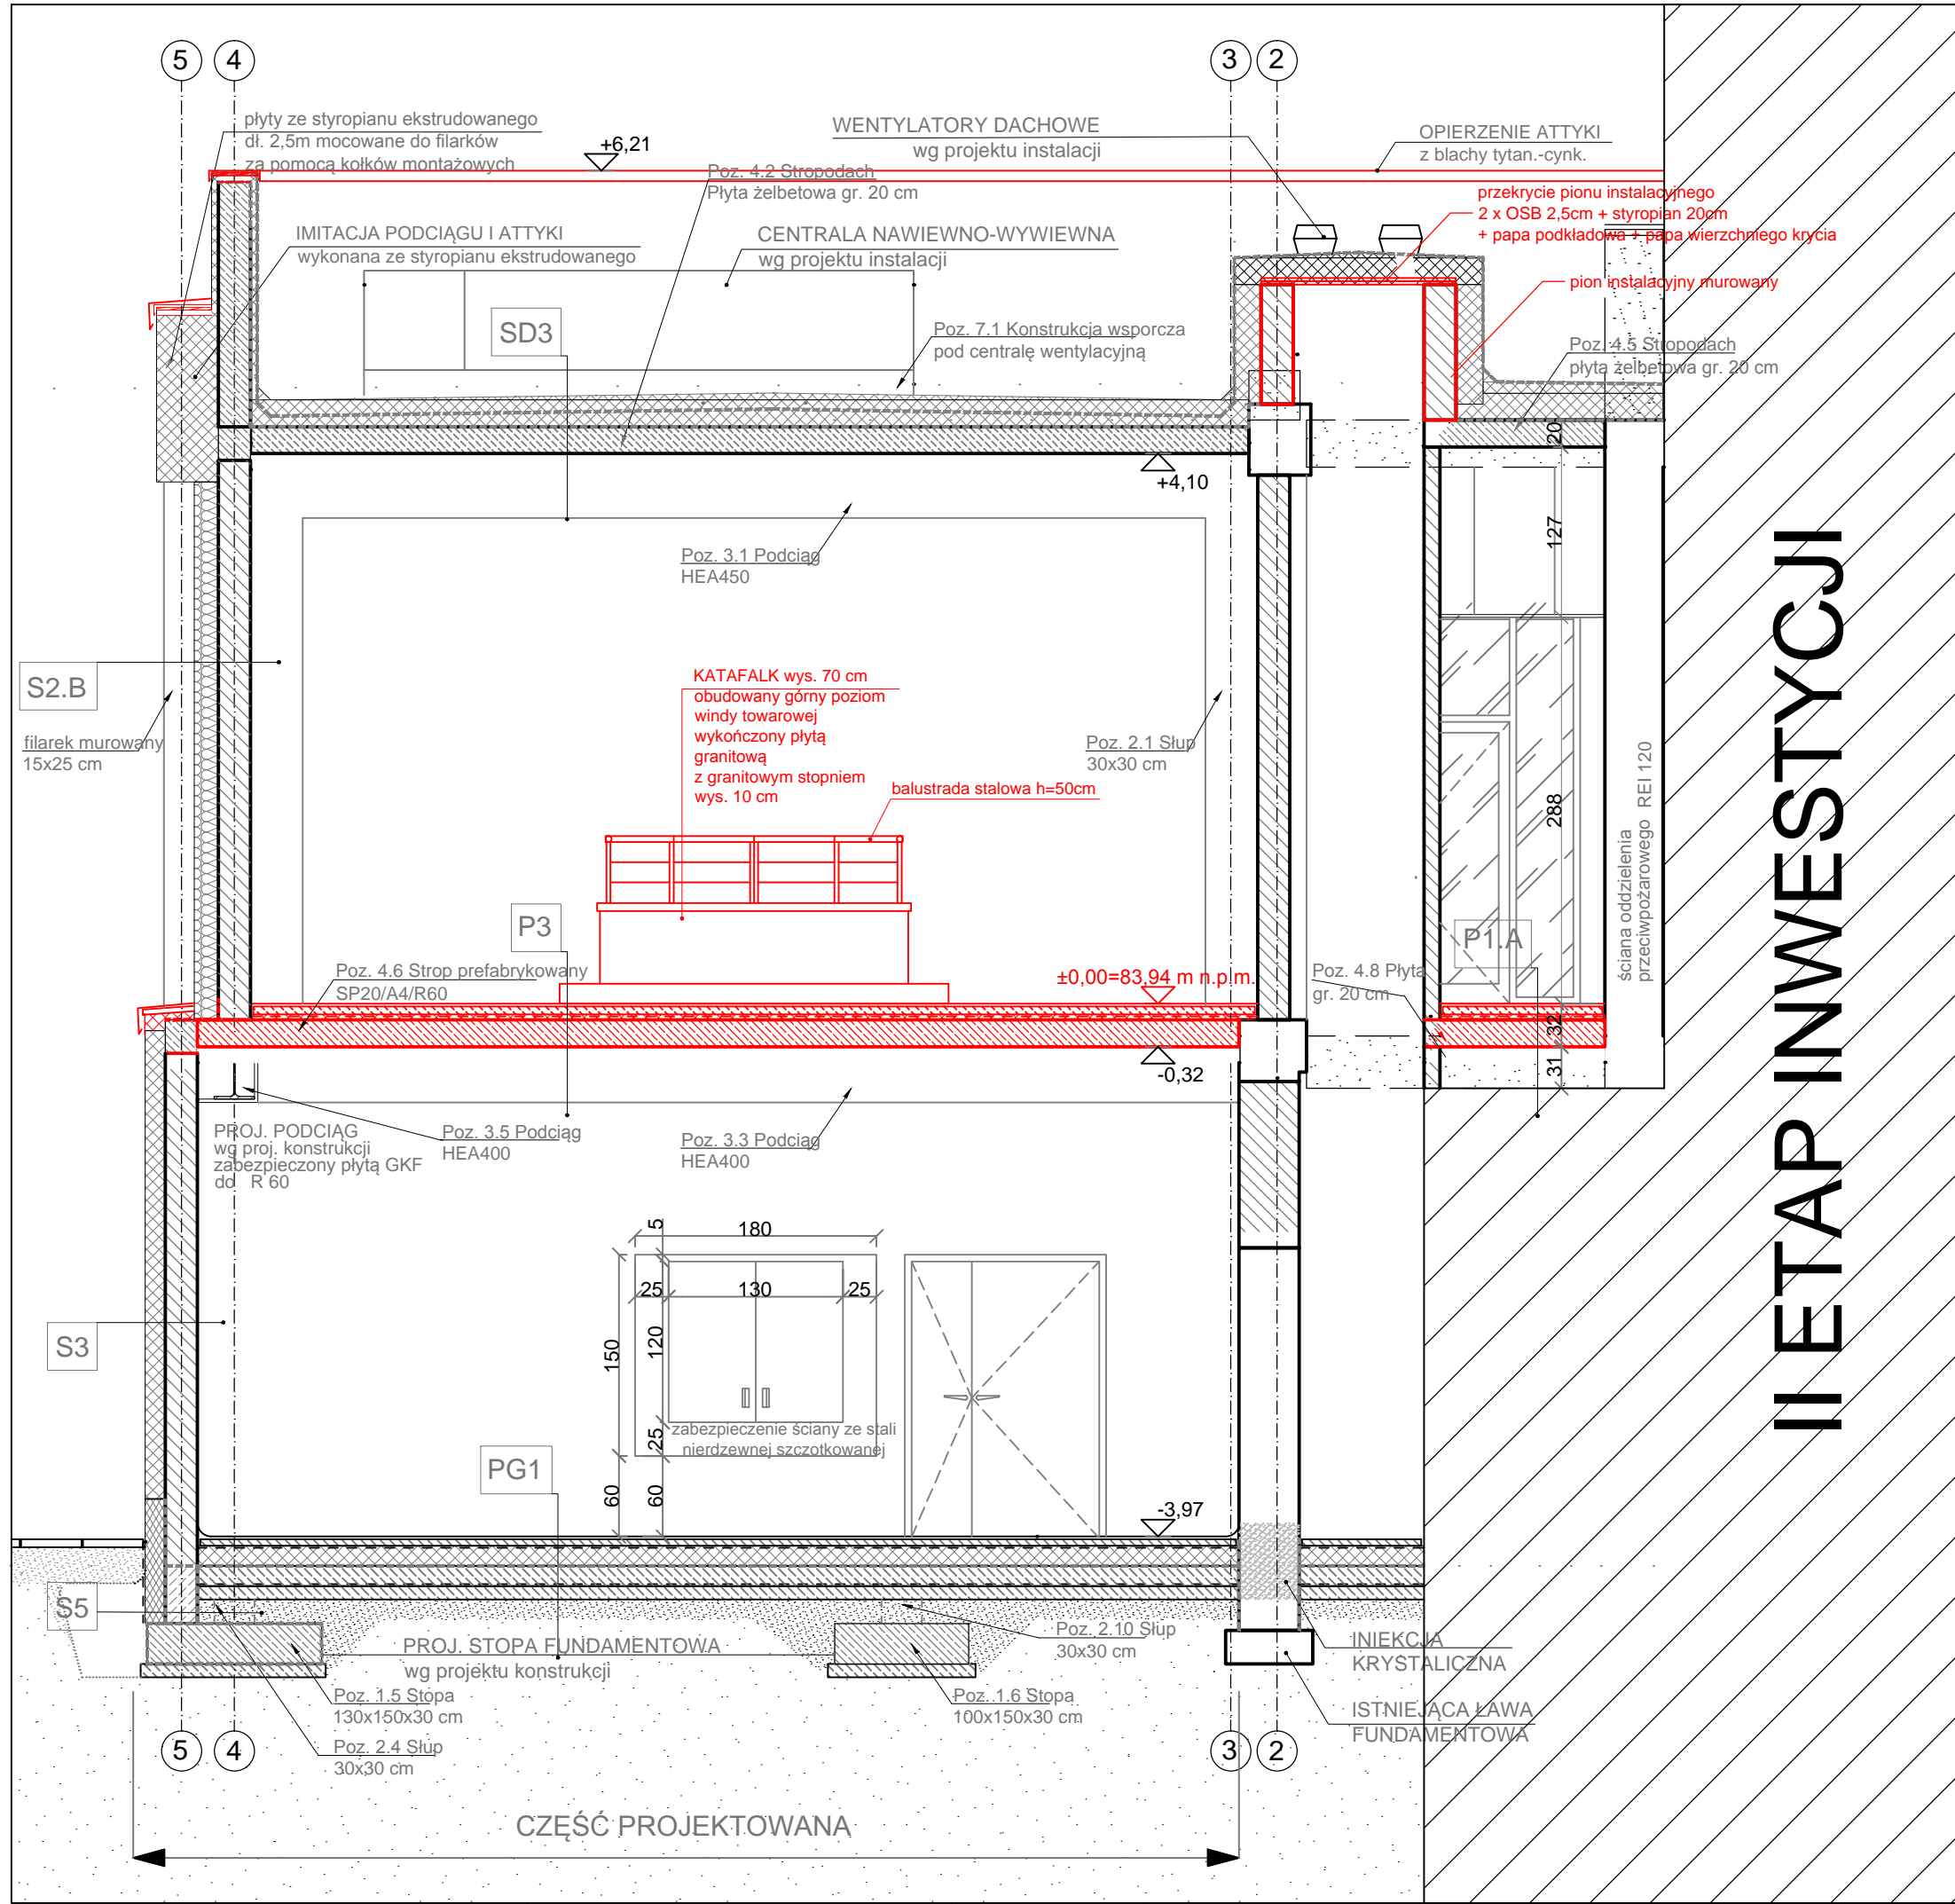 5
4
3
2
płyty ze styropianu ekstrudowanego
dł. 2,5m mocowane do filarków
za pomocą kołków montażowych
+6,21
WENTYLATORY DACHOWE
wg projektu instalacji
OPIERZENIE ATTYKI
z blachy tytan.-cynk.
Poz. 4.2 Stropodach
Płyta żelbetowa gr. 20 cm
przekrycie pionu instalacyjnego
2 x OSB 2,5cm + styropian 20cm
+ papa podkładowa + papa wierzchniego krycia
IMITACJA PODCIĄGU I ATTYKI
wykonana ze styropianu ekstrudowanego
CENTRALA NAWIEWNO-WYWIEWNA
wg projektu instalacji
pion instalacyjny murowany
SD3
Poz. 7.1 Konstrukcja wsporcza
pod centralę wentylacyjną
Poz. 4.5 Stropodach
płyta żelbetowa gr. 20 cm
20
+4,10
127
Poz. 3.1 Podciąg
HEA450
S2.B
KATAFALK wys. 70 cm
obudowany górny poziom
windy towarowej
wykończony płytą
granitową
z granitowym stopniem
wys. 10 cm
filarek murowany
15x25 cm
Poz. 2.1 Słup
30x30 cm
balustrada stalowa h=50cm
288
ściana oddzielenia
przeciwpożarowego REI 120
II ETAP INWESTYCJI
P3
P1.A
Poz. 4.6 Strop prefabrykowany
SP20/A4/R60
±0,00=83,94 m n.p.m.
Poz. 4.8 Płyta
gr. 20 cm
32
31
-0,32
PROJ. PODCIĄG
wg proj. konstrukcji
zabezpieczony płytą GKF
do R 60
Poz. 3.5 Podciąg
HEA400
Poz. 3.3 Podciąg
HEA400
5
180
25
130
25
150
120
S3
zabezpieczenie ściany ze stali
nierdzewnej szczotkowanej
25
PG1
60
60
-3,97
S5
PROJ. STOPA FUNDAMENTOWA
wg projektu konstrukcji
Poz. 2.10 Słup
30x30 cm
INIEKCJA
KRYSTALICZNA
Poz. 1.5 Stopa
130x150x30 cm
Poz. 1.6 Stopa
100x150x30 cm
ISTNIEJĄCA ŁAWA
FUNDAMENTOWA
Poz. 2.4 Słup
30x30 cm
5
4
3
2
CZĘŚĆ PROJEKTOWANA